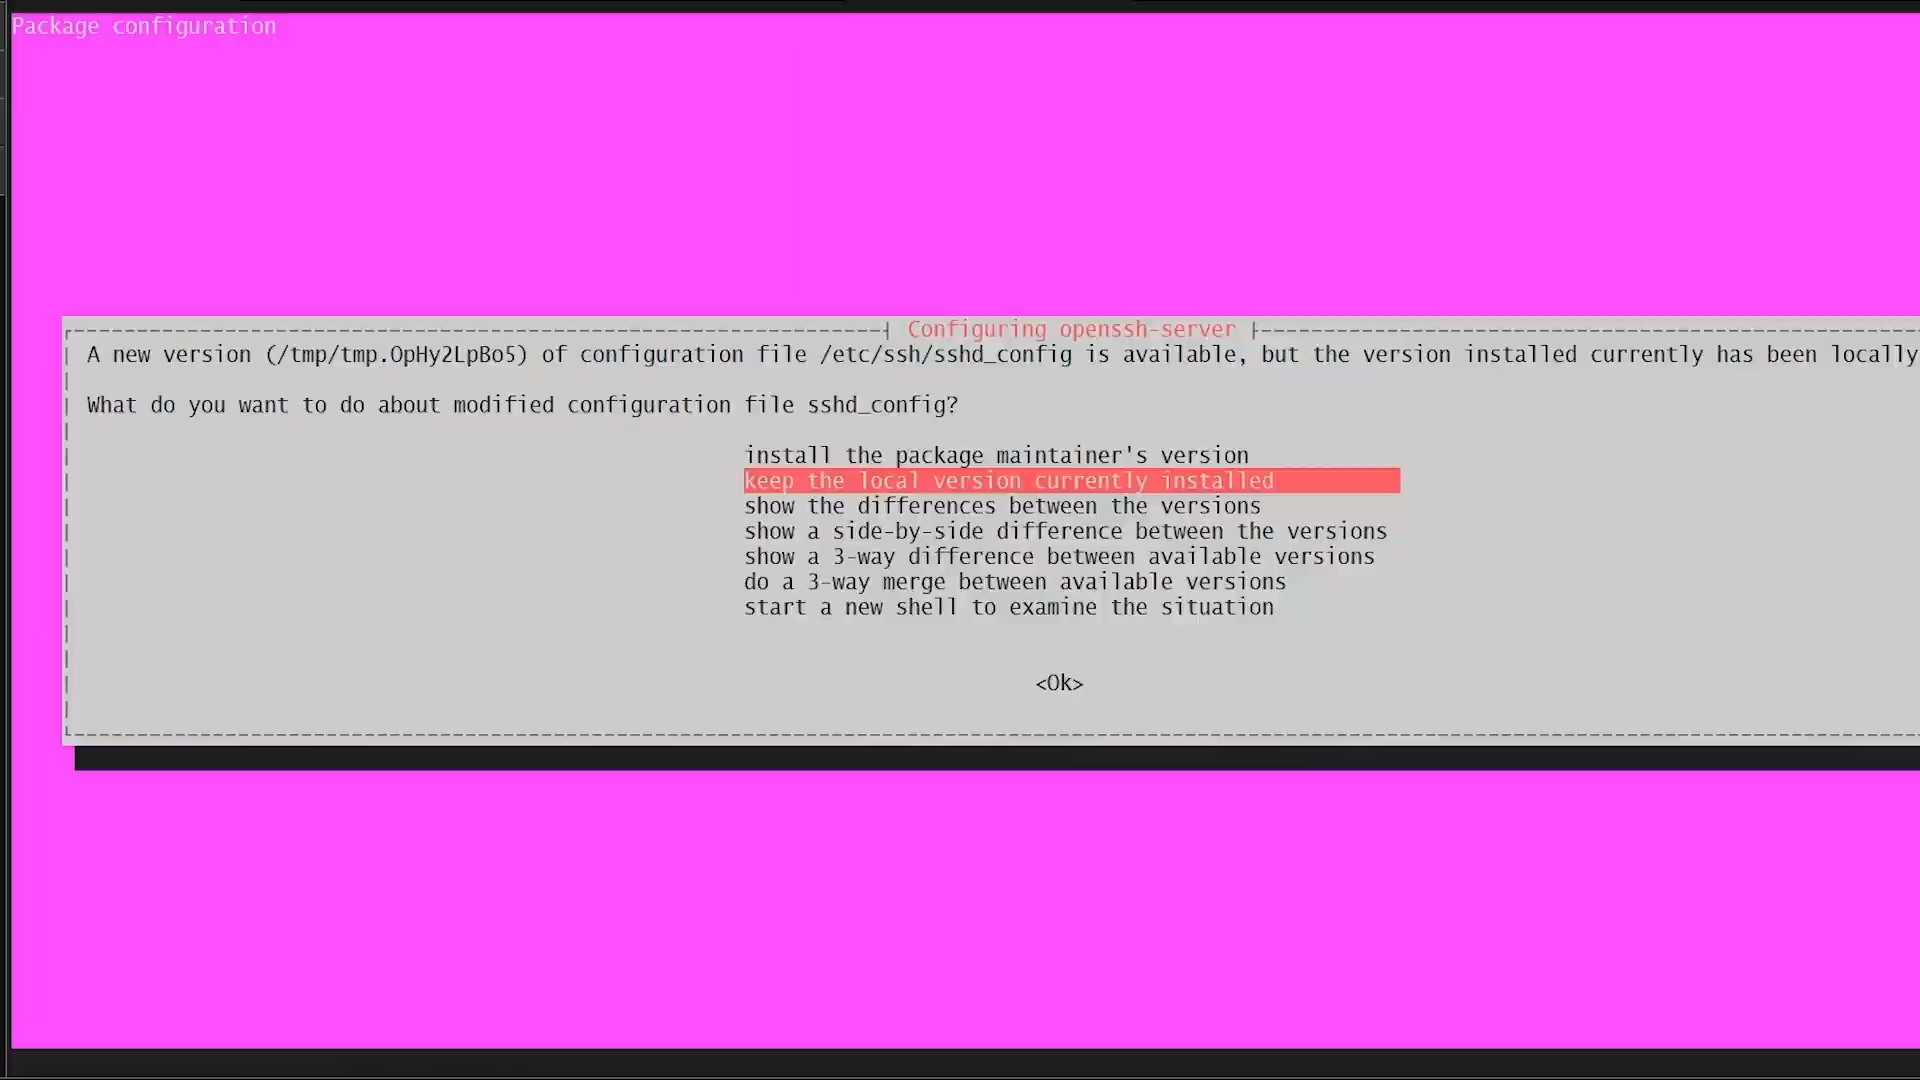 Package configuration
Configuring openssh-server
A new version (/tmp/tmp.OpHy2LpBo5) of configuration file /etc/ssh/sshd_config is available, but the version installed currently has been locally
What do you want to do about modified configuration file sshd_config?
install the package maintainer's version
keep the local version currently installed
show the differences between the versions
show a side-by-side difference between the versions
show a 3-way difference between available versions
do a 3-way merge between available versions
start a new shell to examine the situation
<Ok>